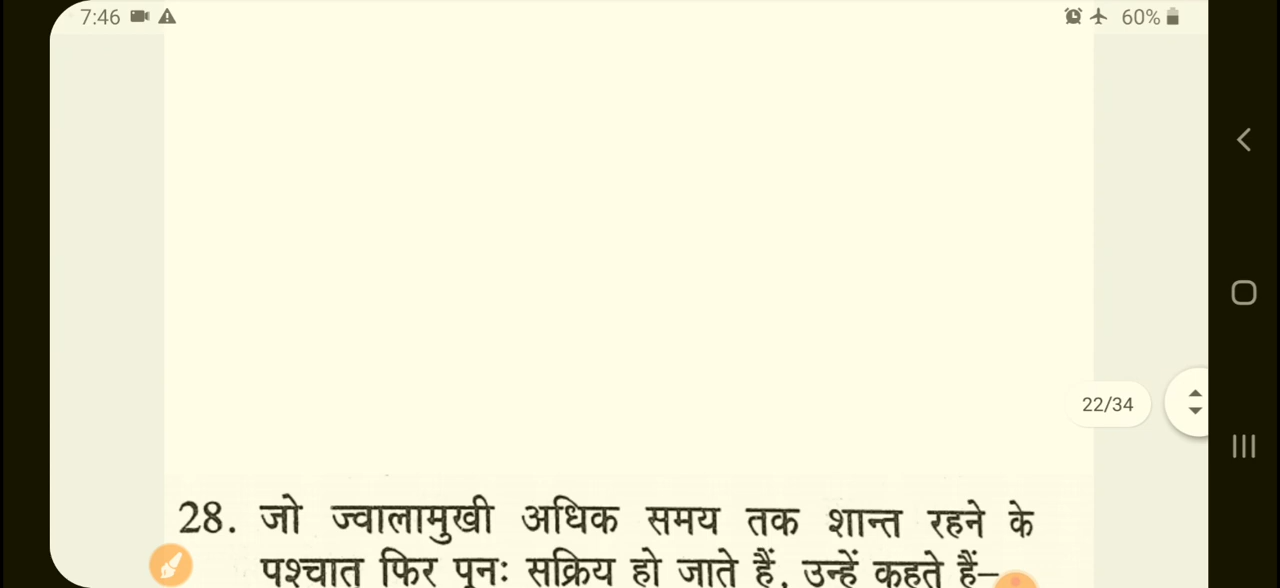 7:46
60%
22/34
28. जो ज्वालामुखी अधिक समय तक शान्त रहने के
पश्चात फिर पुनः सक्रिय हो जाते हैं, उन्हें कहते हैं–